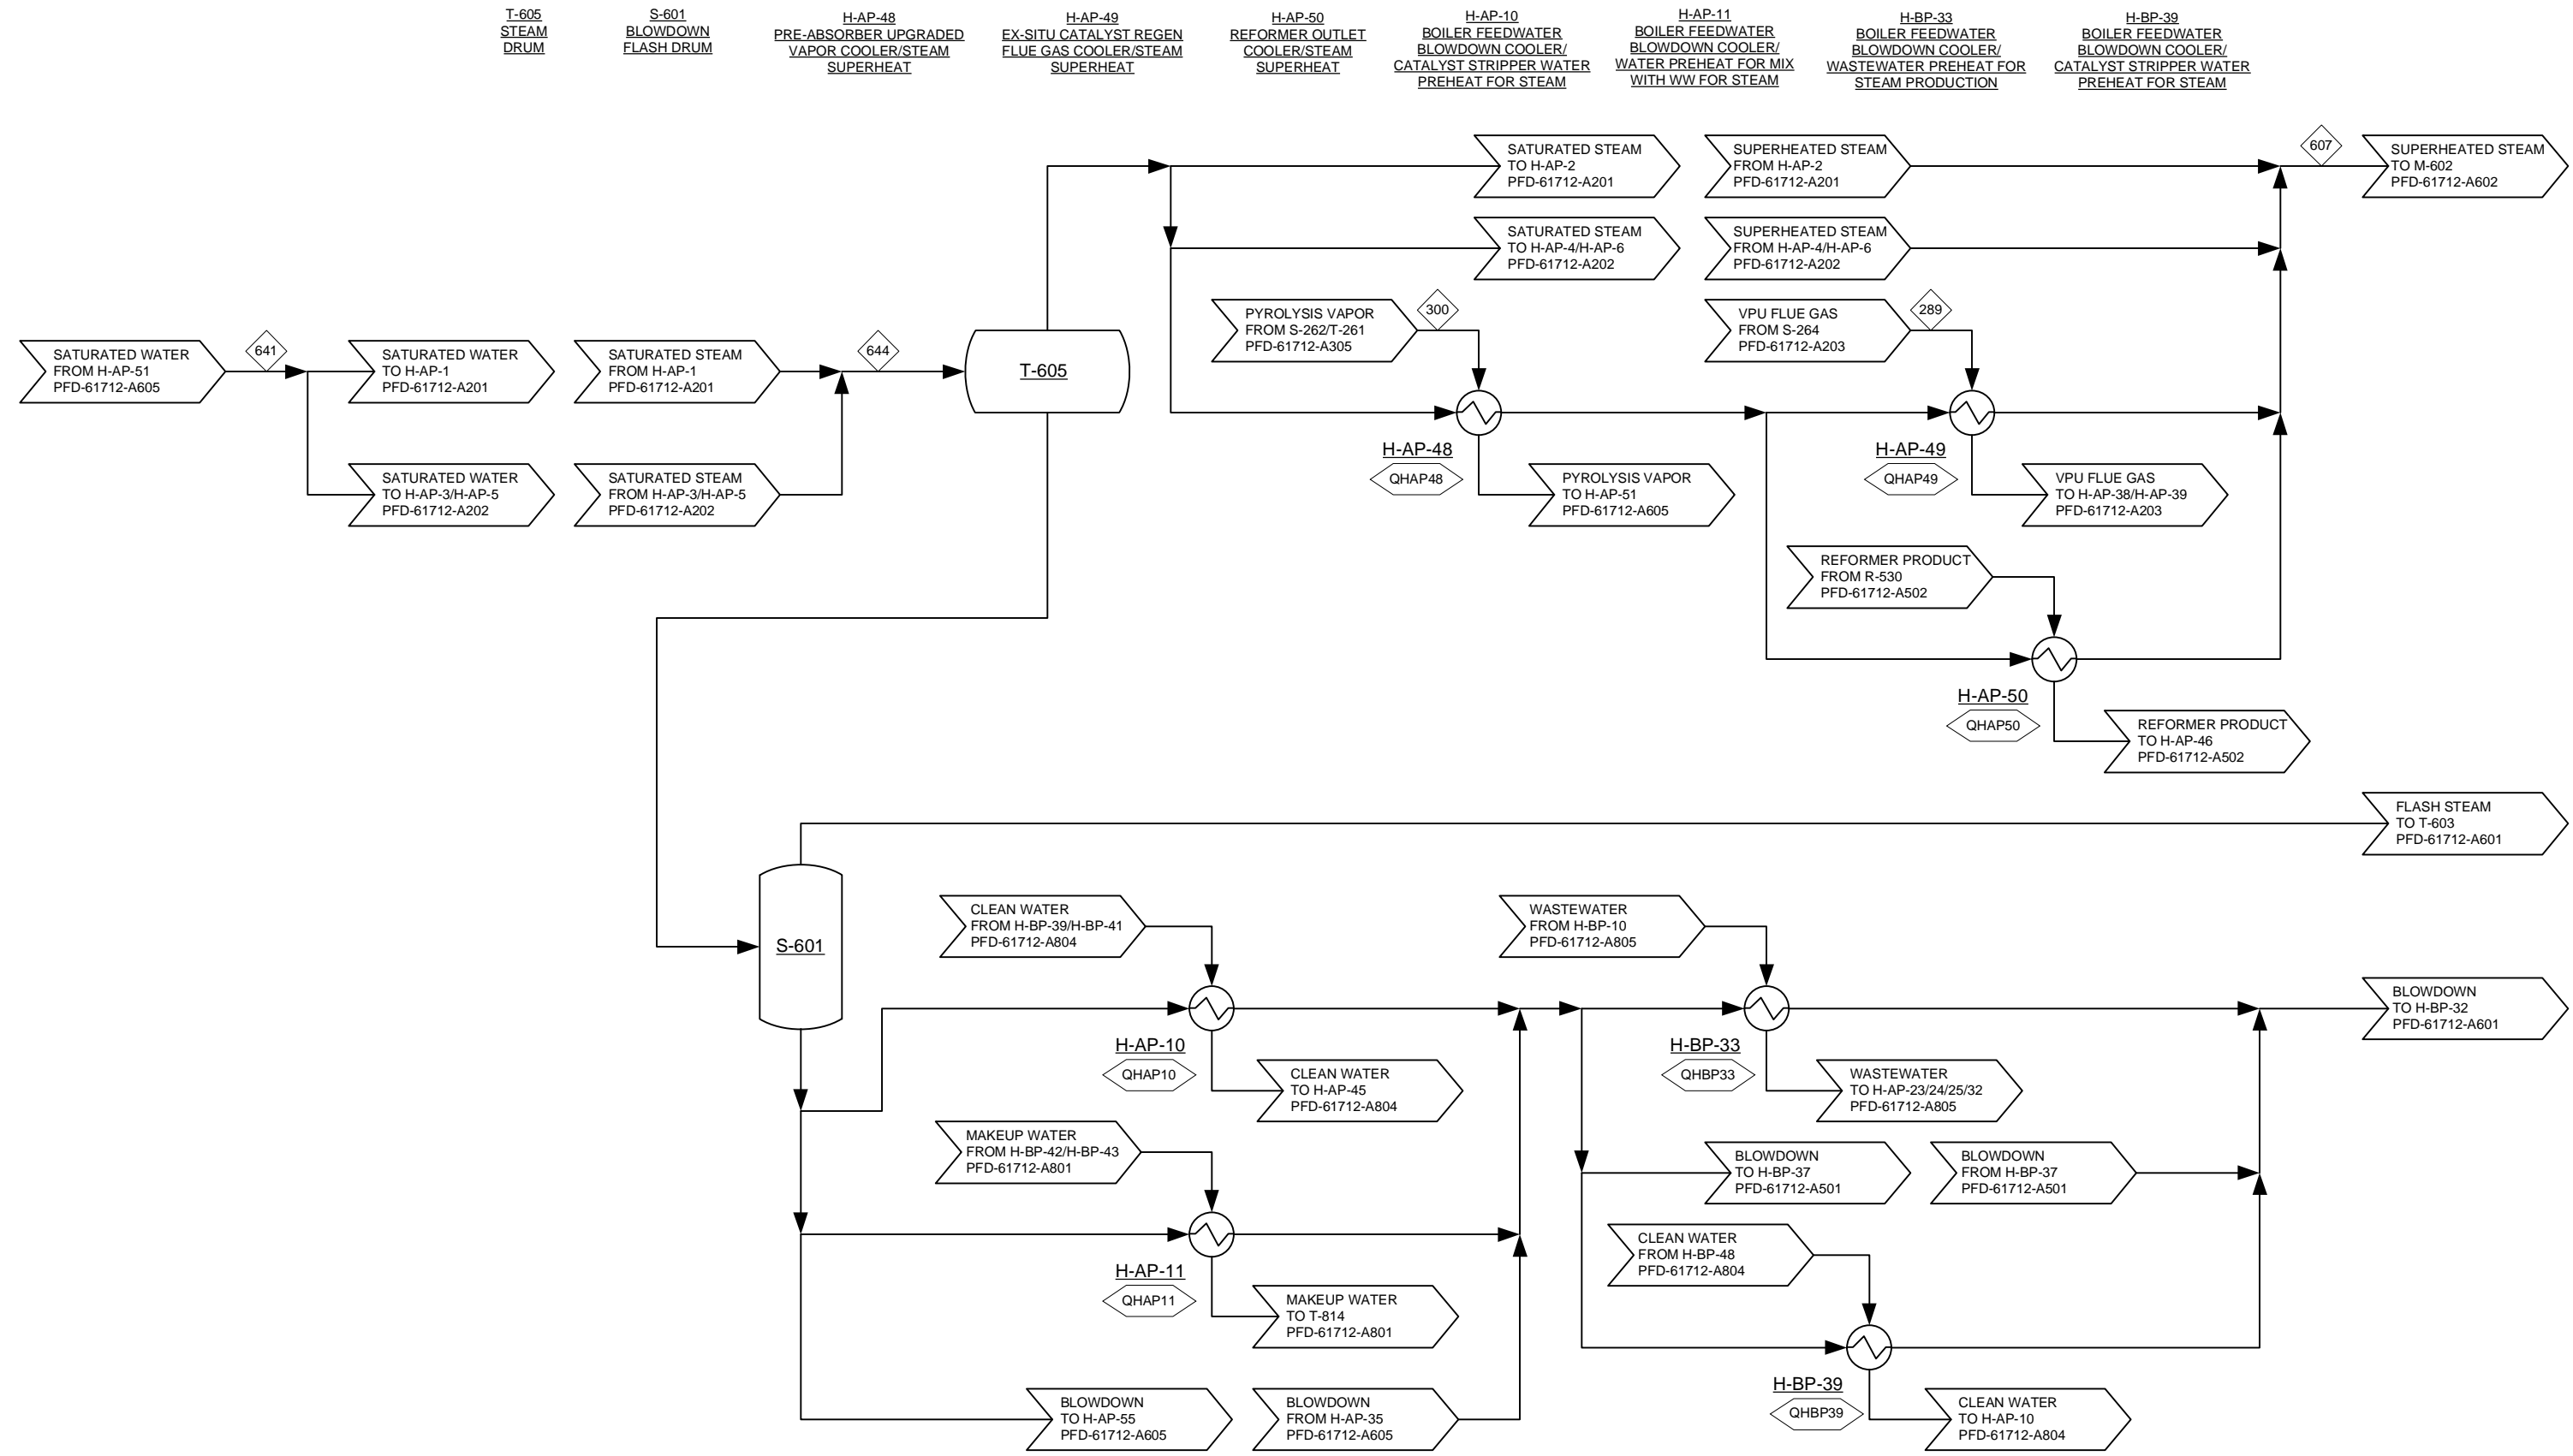 T-605
STEAM
DRUM
S-601
BLOWDOWN
FLASH DRUM
H-AP-48
PRE-ABSORBER UPGRADED
VAPOR COOLER/STEAM
SUPERHEAT
H-AP-49
EX-SITU CATALYST REGEN
FLUE GAS COOLER/STEAM
SUPERHEAT
H-AP-50
REFORMER OUTLET
COOLER/STEAM
SUPERHEAT
H-AP-10
BOILER FEEDWATER
BLOWDOWN COOLER/
CATALYST STRIPPER WATER
PREHEAT FOR STEAM
H-AP-11
BOILER FEEDWATER
BLOWDOWN COOLER/
WATER PREHEAT FOR MIX
WITH WW FOR STEAM
H-BP-33
BOILER FEEDWATER
BLOWDOWN COOLER/
WASTEWATER PREHEAT FOR
STEAM PRODUCTION
H-BP-39
BOILER FEEDWATER
BLOWDOWN COOLER/
CATALYST STRIPPER WATER
PREHEAT FOR STEAM
SATURATED STEAM
TO H-AP-2
PFD-61712-A201
SUPERHEATED STEAM
FROM H-AP-2
PFD-61712-A201
607
SUPERHEATED STEAM
TO M-602
PFD-61712-A602
SATURATED STEAM
TO H-AP-4/H-AP-6
PFD-61712-A202
SUPERHEATED STEAM
FROM H-AP-4/H-AP-6
PFD-61712-A202
PYROLYSIS VAPOR
FROM S-262/T-261
PFD-61712-A305
300
VPU FLUE GAS
FROM S-264
PFD-61712-A203
289
SATURATED WATER
FROM H-AP-51
PFD-61712-A605
641
SATURATED WATER
TO H-AP-1
PFD-61712-A201
SATURATED STEAM
FROM H-AP-1
PFD-61712-A201
644
T-605
H-AP-48
QHAP48
H-AP-49
QHAP49
SATURATED WATER
TO H-AP-3/H-AP-5
PFD-61712-A202
SATURATED STEAM
FROM H-AP-3/H-AP-5
PFD-61712-A202
PYROLYSIS VAPOR
TO H-AP-51
PFD-61712-A605
VPU FLUE GAS
TO H-AP-38/H-AP-39
PFD-61712-A203
REFORMER PRODUCT
FROM R-530
PFD-61712-A502
H-AP-50
QHAP50
REFORMER PRODUCT
TO H-AP-46
PFD-61712-A502
FLASH STEAM
TO T-603
PFD-61712-A601
S-601
CLEAN WATER
FROM H-BP-39/H-BP-41
PFD-61712-A804
WASTEWATER
FROM H-BP-10
PFD-61712-A805
BLOWDOWN
TO H-BP-32
PFD-61712-A601
H-AP-10
QHAP10
CLEAN WATER
TO H-AP-45
PFD-61712-A804
H-BP-33
QHBP33
WASTEWATER
TO H-AP-23/24/25/32
PFD-61712-A805
MAKEUP WATER
FROM H-BP-42/H-BP-43
PFD-61712-A801
BLOWDOWN
TO H-BP-37
PFD-61712-A501
BLOWDOWN
FROM H-BP-37
PFD-61712-A501
CLEAN WATER
FROM H-BP-48
PFD-61712-A804
H-AP-11
QHAP11
MAKEUP WATER
TO T-814
PFD-61712-A801
H-BP-39
QHBP39
BLOWDOWN
TO H-AP-55
PFD-61712-A605
BLOWDOWN
FROM H-AP-35
PFD-61712-A605
CLEAN WATER
TO H-AP-10
PFD-61712-A804